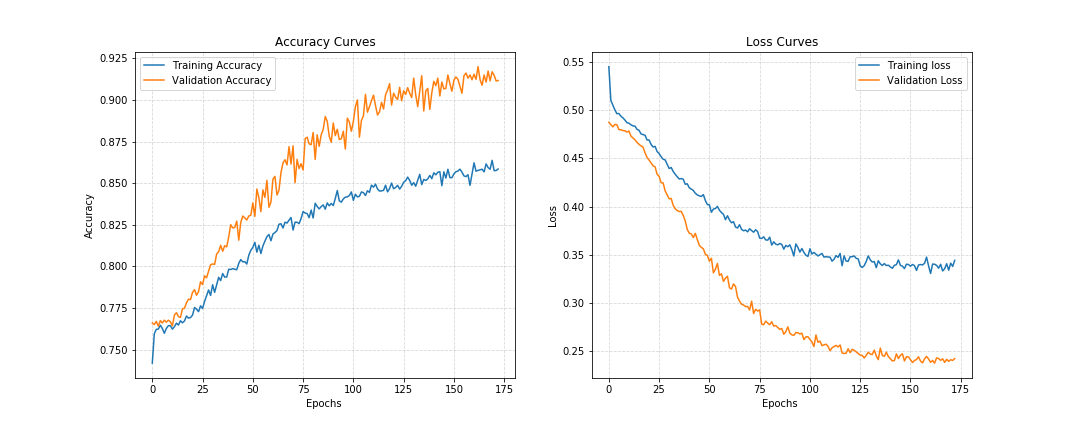 Accuracy Curves
Training Accuracy
Validation Accuracy
0.925
0.900
0.875
0.850
0.825
0.800
0.775
0.750
Accuracy
0 25 50 75 100 125 150 175
Epochs
Loss Curves
Training loss
Validation Loss
0.55
0.50
0.45
0.40
0.35
0.30
0.25
Loss
0 25 50 75 100 125 150 175
Epochs